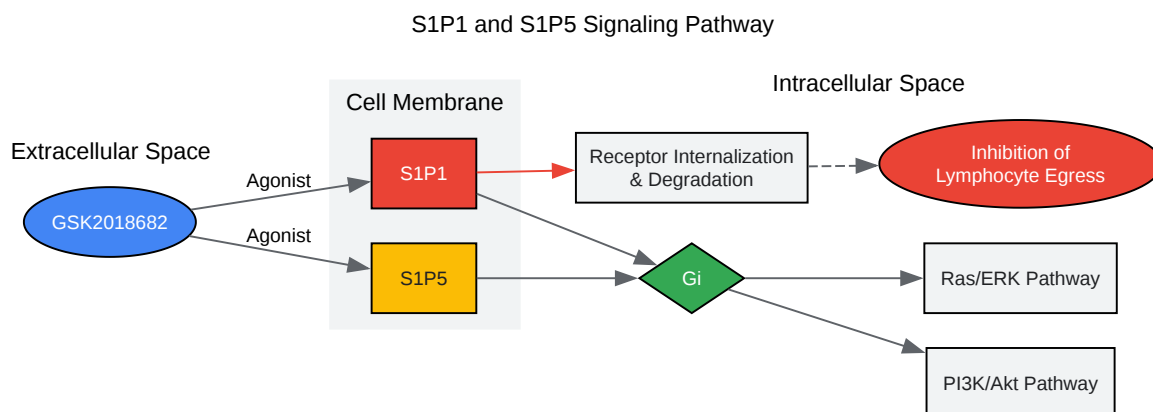 S1P1 and S1P5 Signaling Pathway
Intracellular Space
Cell Membrane
Extracellular Space
Agonist
S1P1
Receptor Internalization
& Degradation
Inhibition of
Lymphocyte Egress
GSK2018682
Agonist
S1P5
Gi
Ras/ERK Pathway
PI3K/Akt Pathway